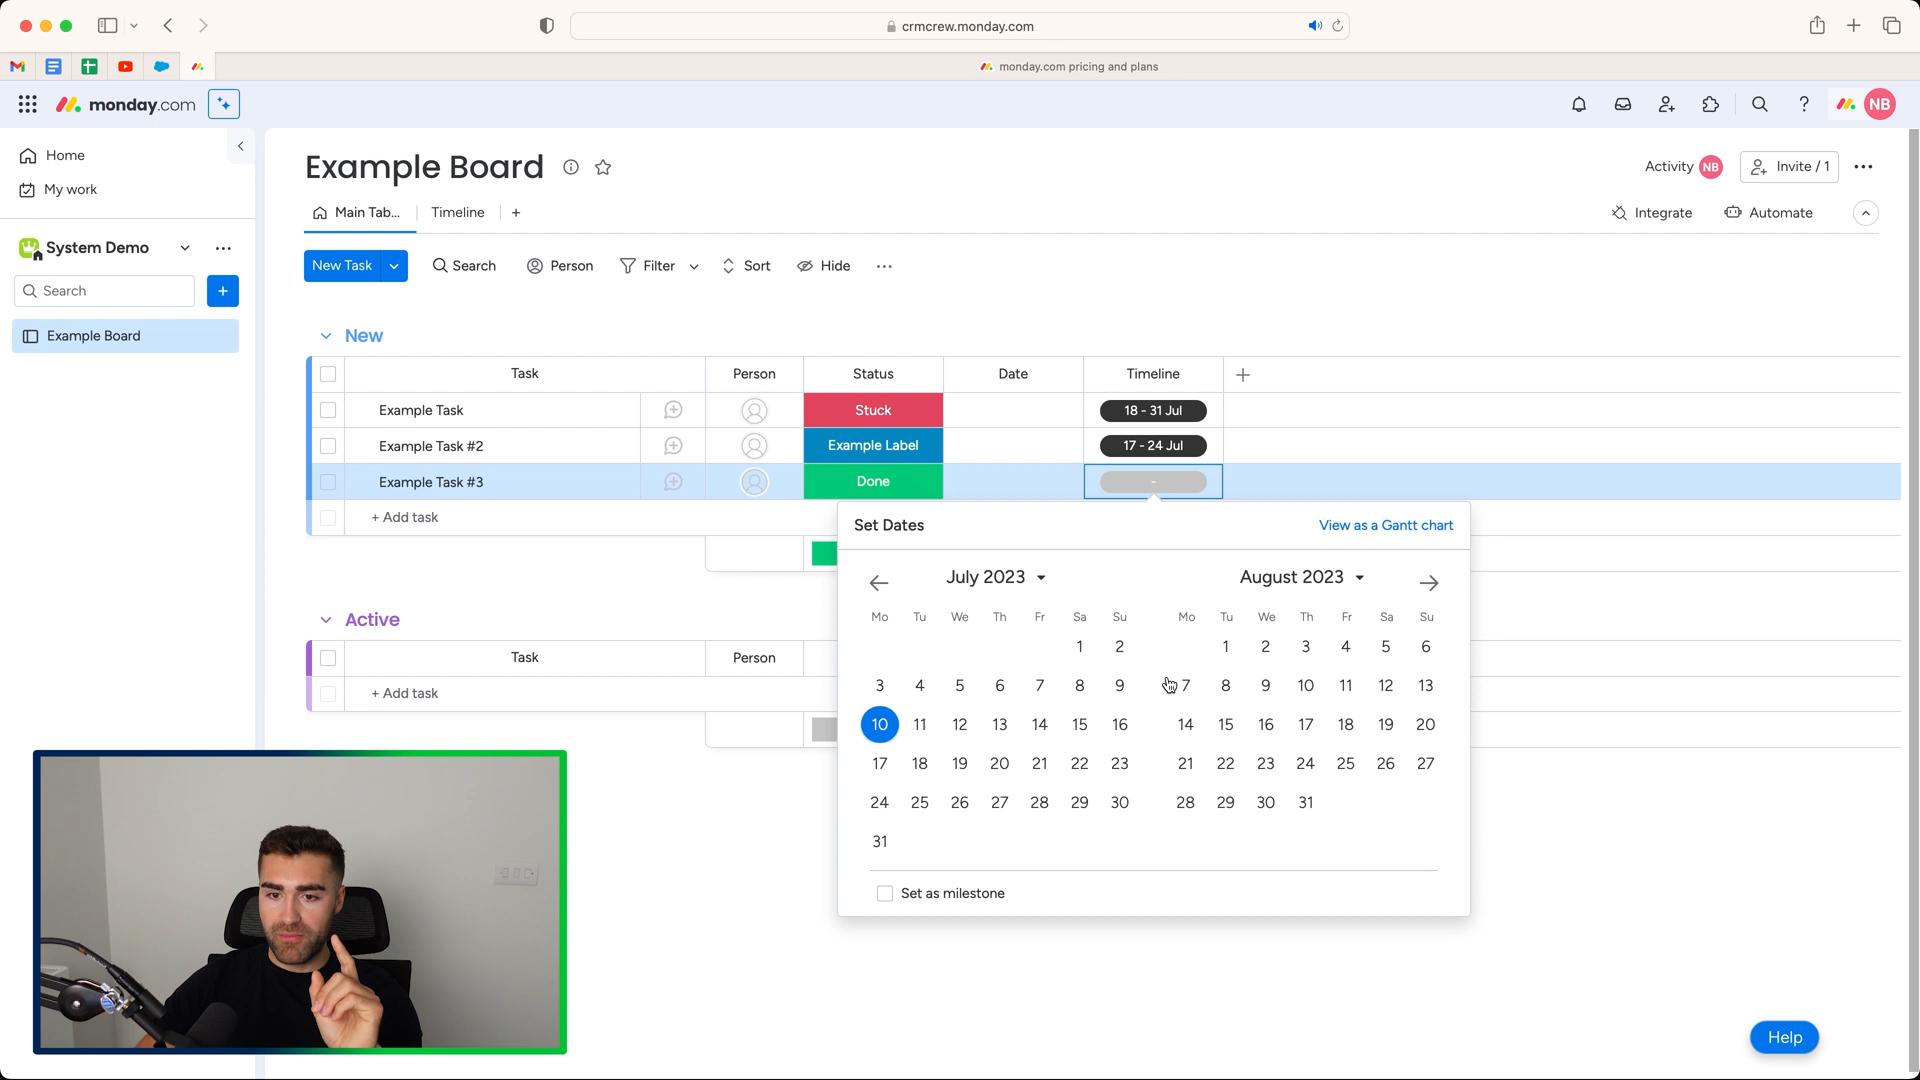 crmcrew.monday.com
monday.com pricing and plans
monday.com
NB
Home
My work
System Demo
Search
+
Example Board
Example Board
Activity NB
Invite / 1
Main Tab...
Timeline
+
Integrate
Automate
New Task
Search
Person
Filter
Sort
Hide
New
Task Person Status Date Timeline +
Example Task Stuck 18 - 31 Jul
Example Task #2 Example Label 17 - 24 Jul
Example Task #3 Done -
+ Add task
Set Dates View as a Gantt chart
July 2023 August 2023
Mo Tu We Th Fr Sa Su Mo Tu We Th Fr Sa Su
1 2 1 2 3 4 5 6
3 4 5 6 7 8 9 7 8 9 10 11 12 13
10 11 12 13 14 15 16 14 15 16 17 18 19 20
17 18 19 20 21 22 23 21 22 23 24 25 26 27
24 25 26 27 28 29 30 28 29 30 31
31
Set as milestone
Active
Task Person
+ Add task
Help